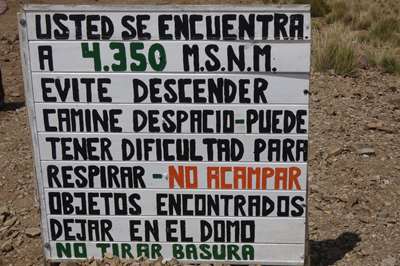 USTED SE ENCUENTRA
A 4.350 M.S.N.M.
EVITE DESCENDER
CAMINE DESPACIO-PUEDE
TENER DIFICULTAD PARA
RESPIRAR - NO ACAMPAR
OBJETOS ENCONTRADOS
DEJAR EN EL DOMO
NO TIRAR BASURA